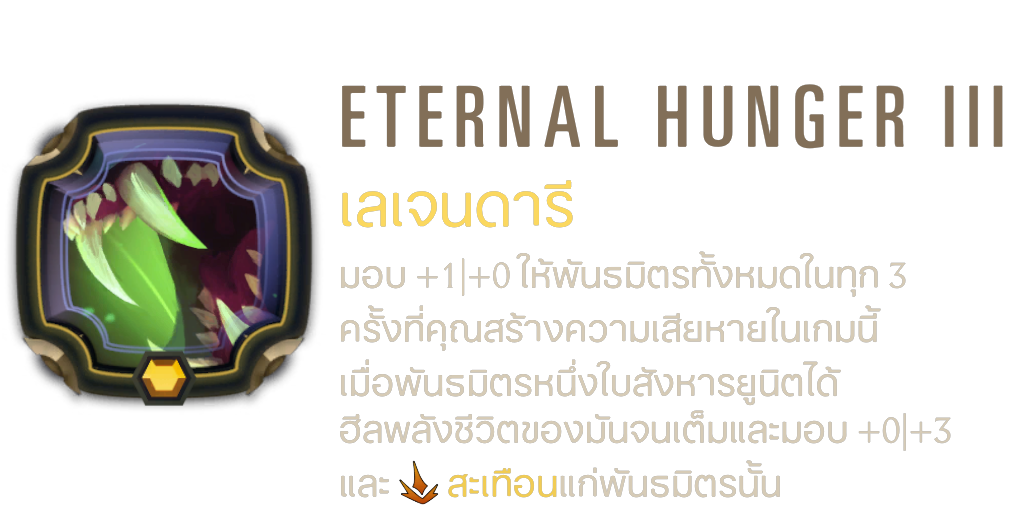 ETERNAL HUNGER III
เลเจนดารี
มอบ +1|+0 ให้พันธมิตรทั้งหมดในทุก 3
ครั้งที่คุณสร้างความเสียหายในเกมนี้
เมื่อพันธมิตรหนึ่งใบสังหารยูนิตได้
ฮีลพลังชีวิตของมันจนเต็มและมอบ +0|+3
และ สะเทือนแก่พันธมิตรนั้น